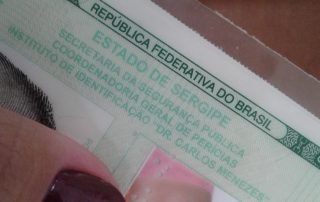 REPÚBLICA FEDERATIVA DO BRASIL
ESTADO DE SERGIPE
SECRETARIA DA SEGURANÇA PÚBLICA
COORDENADORIA GERAL DE PERÍCIAS
INSTITUTO DE IDENTIFICAÇÃO "DR. CARLOS MENEZES"